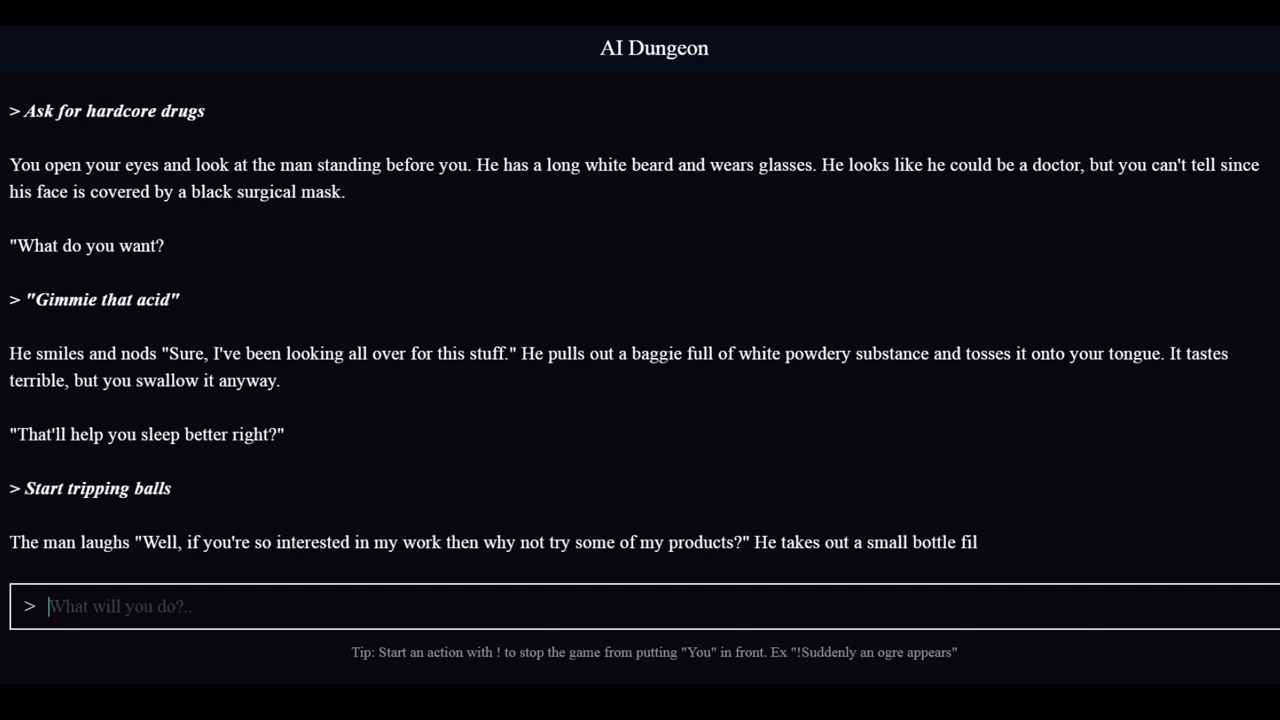 AI Dungeon
> Ask for hardcore drugs
You open your eyes and look at the man standing before you. He has a long white beard and wears glasses. He looks like he could be a doctor, but you can't tell since
his face is covered by a black surgical mask.
"What do you want?
> "Gimmie that acid"
He smiles and nods "Sure, I've been looking all over for this stuff." He pulls out a baggie full of white powdery substance and tosses it onto your tongue. It tastes
terrible, but you swallow it anyway.
"That'll help you sleep better right?"
> Start tripping balls
The man laughs "Well, if you're so interested in my work then why not try some of my products?" He takes out a small bottle fil
> What will you do?..
Tip: Start an action with ! to stop the game from putting "You" in front. Ex "!Suddenly an ogre appears"